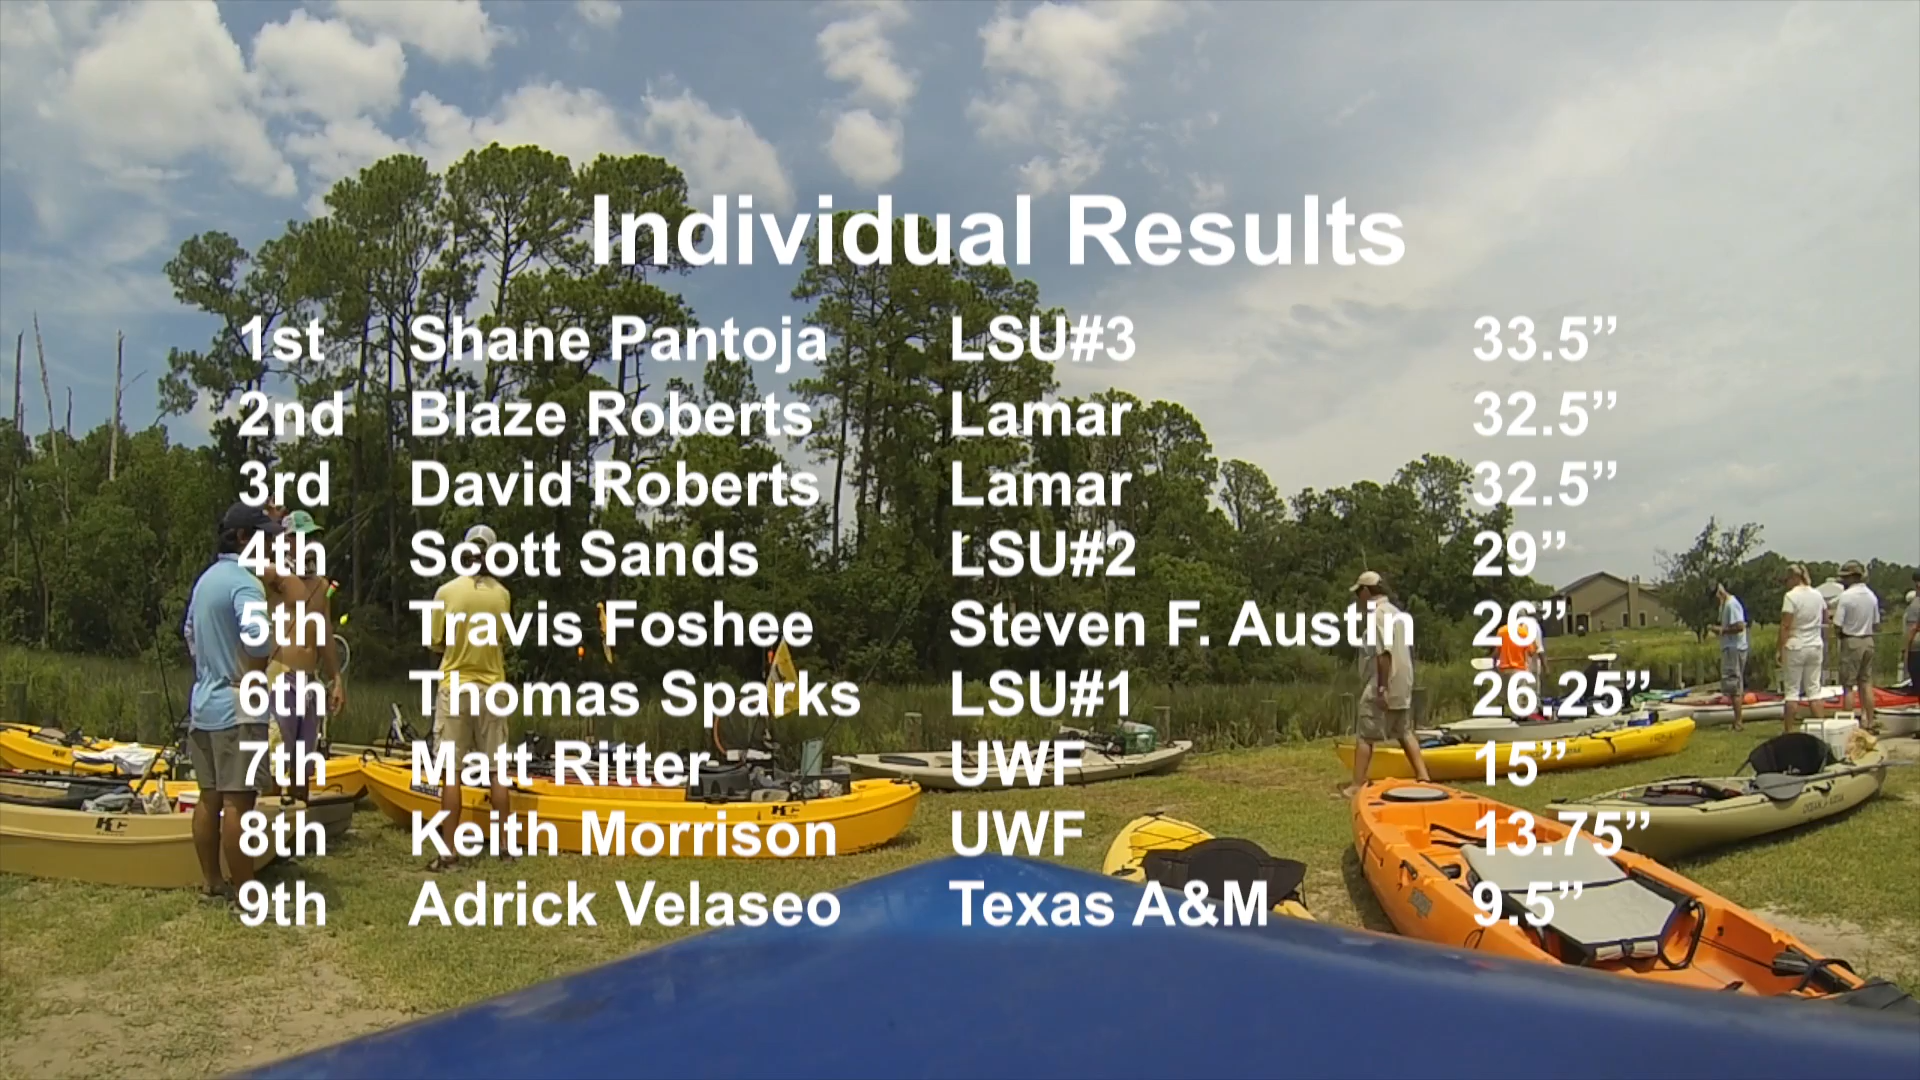 Individual Results
1st Shane Pantoja LSU#3 33.5”
2nd Blaze Roberts Lamar 32.5”
3rd David Roberts Lamar 32.5”
4th Scott Sands LSU#2 29”
5th Travis Foshee Steven F. Austin 26”
6th Thomas Sparks LSU#1 26.25”
7th Matt Ritter UWF 15”
8th Keith Morrison UWF 13.75”
9th Adrick Velaseo Texas A&M 9.5”